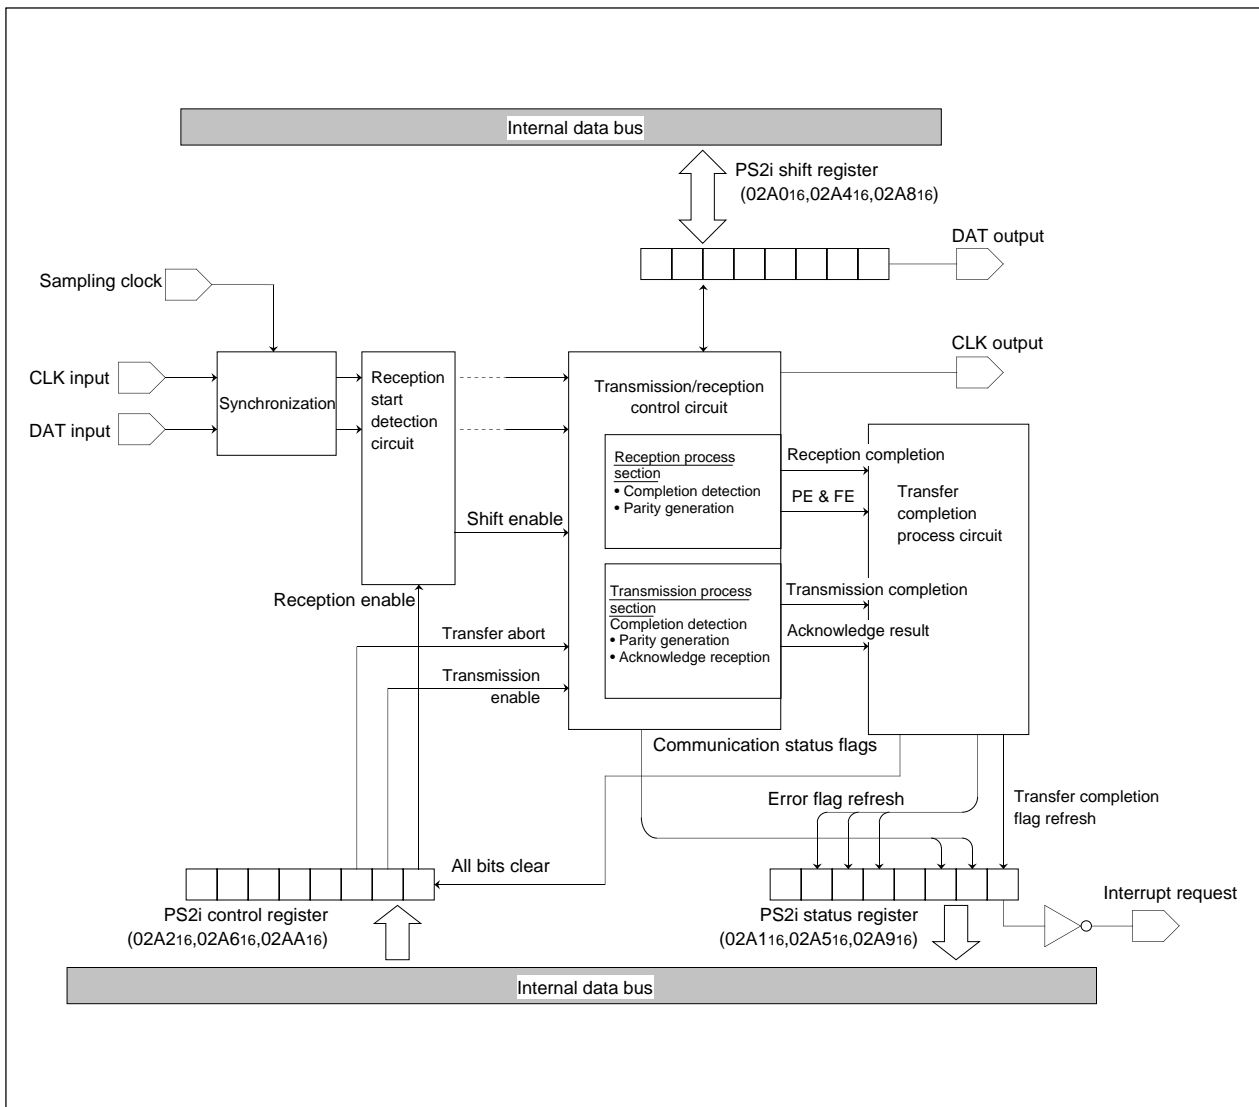 Internal data bus
PS2i shift register
(02A016,02A416,02A816)
DAT output
Sampling clock
CLK output
CLK input
DAT input
Synchronization
Reception
start
detection
circuit
Transmission/reception
control circuit
Reception process
section
• Completion detection
• Parity generation
Reception completion
PE & FE
Transfer
completion
process circuit
Shift enable
Reception enable
Transmission process
section
Completion detection
• Parity generation
• Acknowledge reception
Transmission completion
Acknowledge result
Transfer abort
Transmission
enable
Communication status flags
Error flag refresh
Transfer completion
flag refresh
All bits clear
PS2i control register
(02A216,02A616,02AA16)
PS2i status register
(02A116,02A516,02A916)
Interrupt request
Internal data bus